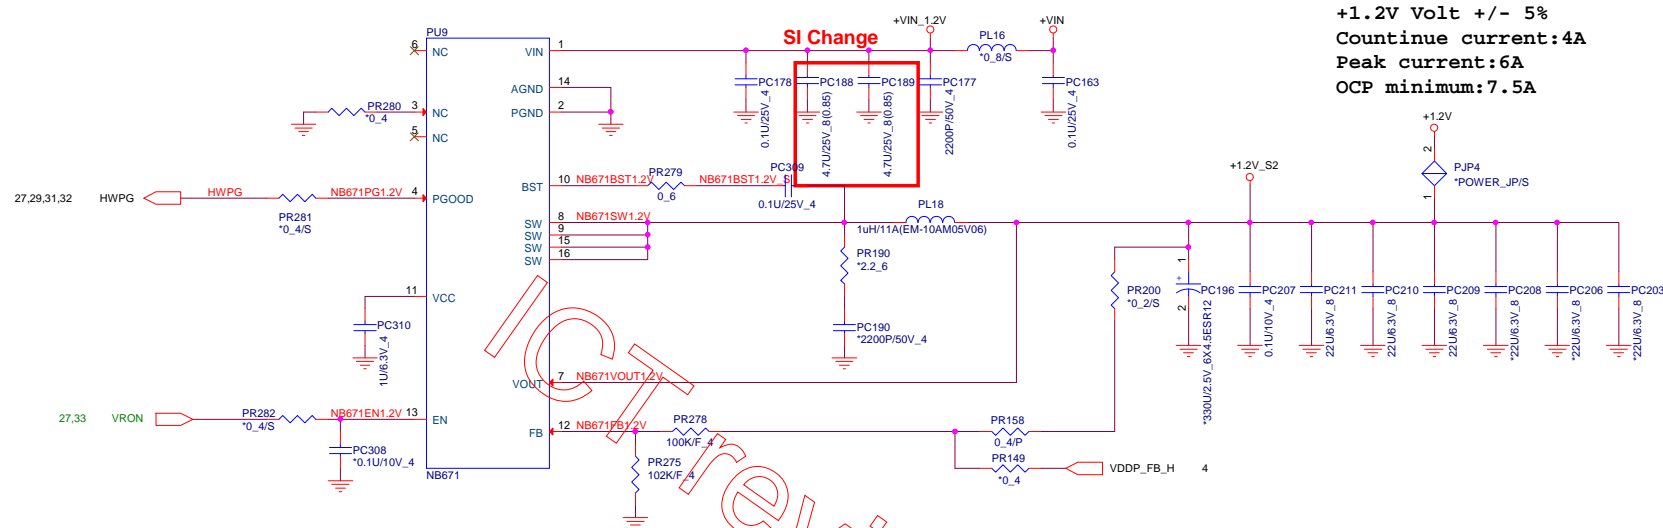 +1.2V Volt +/- 5%
Countinue current:4A
Peak current:6A
OCP minimum:7.5A
+VIN_1.2V
+VIN
SI Change
PL16
*0_8/S
PU9
6
NC
VIN
1
PC178
0.1U/25V_4
PC188
4.7U/25V_8(0.85)
PC189
4.7U/25V_8(0.85)
PC177
2200P/50V_4
PC163
0.1U/25V_4
14
AGND
2
PGND
PR280
*0_4
3
NC
5
NC
+1.2V
2
PJP4
*POWER_JP/S
1
+1.2V_S2
27,29,31,32
HWPG
HWPG
PR281
*0_4/S
NB671PG1.2V
4
PGOOD
BST
10
NB671BST1.2V
PR279
0_6
NB671BST1.2V_S
PC309
0.1U/25V_4
SW
8
NB671SW1.2V
SW
9
SW
15
SW
16
PL18
1uH/11A(EM-10AM05V06)
PR190
*2.2_6
PC190
*2200P/50V_4
PR200
*0_2/S
1
+
PC196
2
*330U/2.5V_6X4.5ESR12
PC207
0.1U/10V_4
PC211
22U/6.3V_8
PC210
22U/6.3V_8
PC209
22U/6.3V_8
PC208
*22U/6.3V_8
PC206
*22U/6.3V_8
PC203
*22U/6.3V_8
11
VCC
PC310
1U/6.3V_4
VOUT
7
NB671VOUT1.2V
27,33
VRON
PR282
*0_4/S
NB671EN1.2V
13
EN
PC308
*0.1U/10V_4
FB
12
NB671FB1.2V
PR278
100K/F_4
PR275
102K/F_4
PR158
0_4/P
PR149
*0_4
VDDP_FB_H
4
NB671
ICT